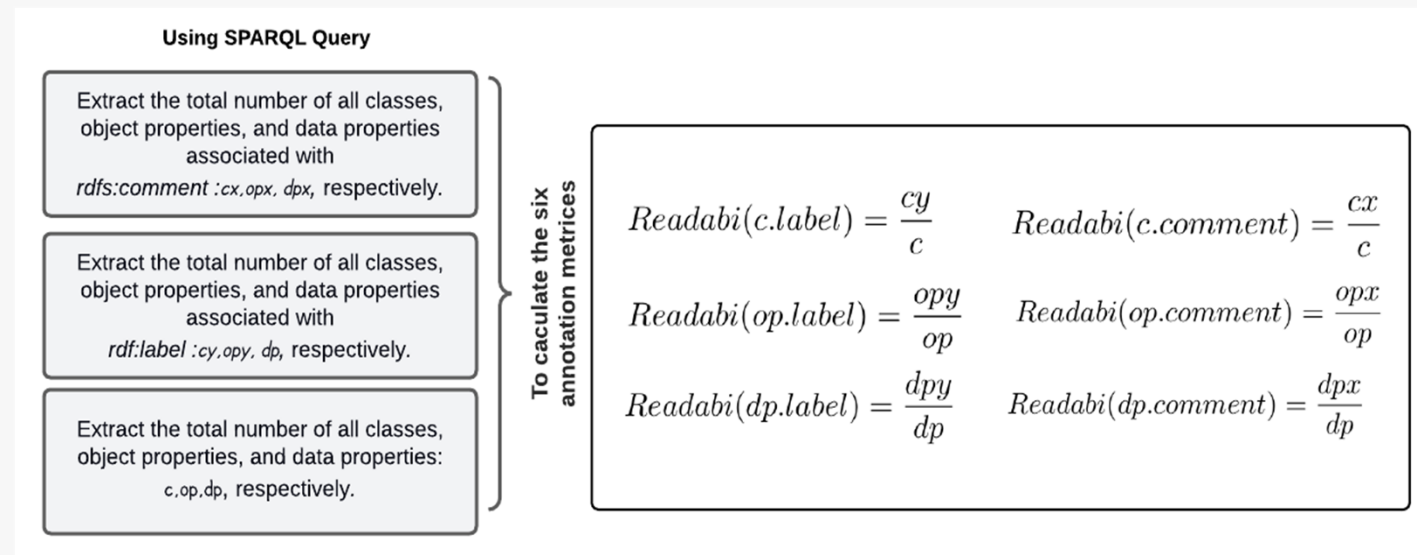 Using SPARQL Query
Extract the total number of all classes,
object properties, and data properties
associated with
rdfs:comment :cx,opx, dpx, respectively.
Extract the total number of all classes,
object properties, and data properties
associated with
rdf:label :cy,opy, dp, respectively.
Extract the total number of all classes,
object properties, and data properties:
c,op,dp, respectively.
To caculate the six
annotation metrices
Readabi(c.label) = cy/c
Readabi(c.comment) = cx/c
Readabi(op.label) = opy/op
Readabi(op.comment) = opx/op
Readabi(dp.label) = dpy/dp
Readabi(dp.comment) = dpx/dp